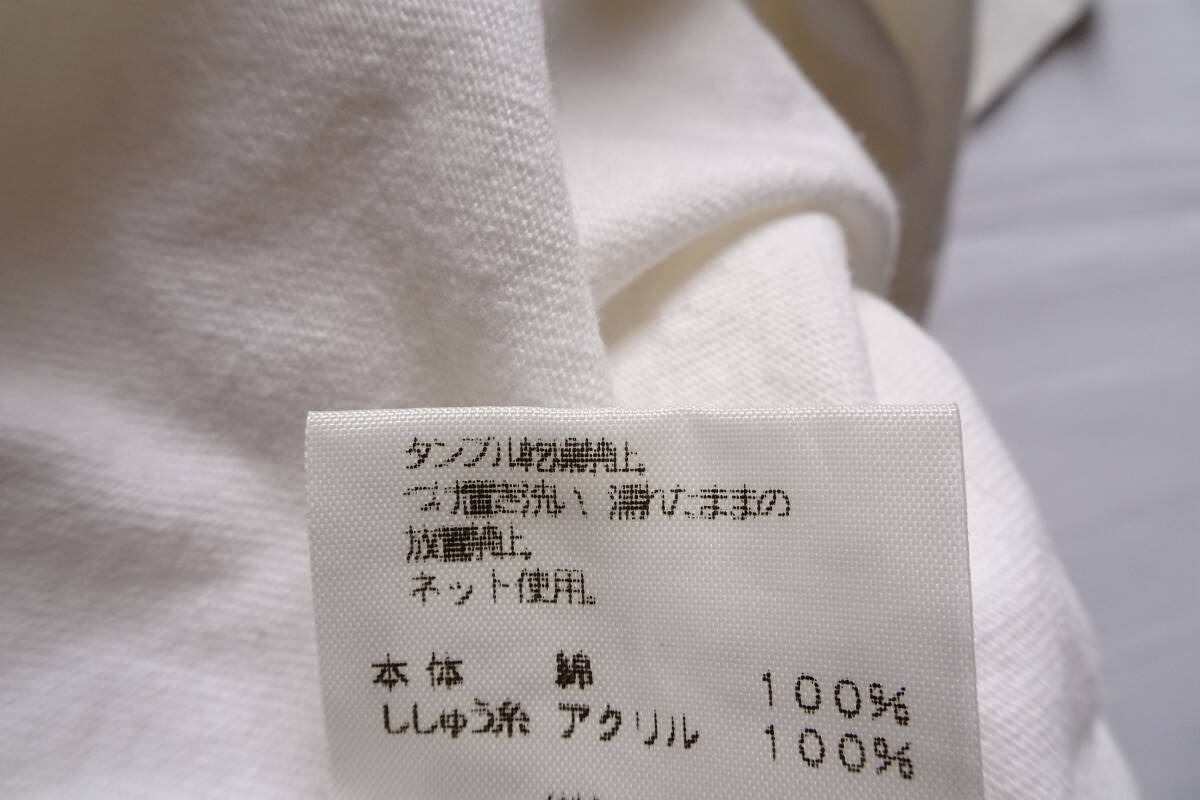 タンブル乾燥禁止。
つけ置き洗い、濡れたままの
放置禁止。
ネット使用。
本体 綿 100%
ししゅう糸 アクリル 100%